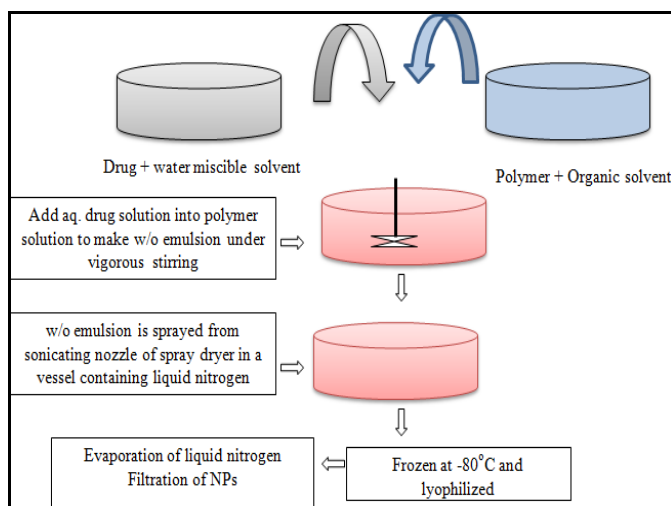 Drug + water miscible solvent
Polymer + Organic solvent
Add aq. drug solution into polymer
solution to make w/o emulsion under
vigorous stirring
w/o emulsion is sprayed from
sonicating nozzle of spray dryer in a
vessel containing liquid nitrogen
Evaporation of liquid nitrogen
Filtration of NPs
Frozen at -80°C and
lyophilized